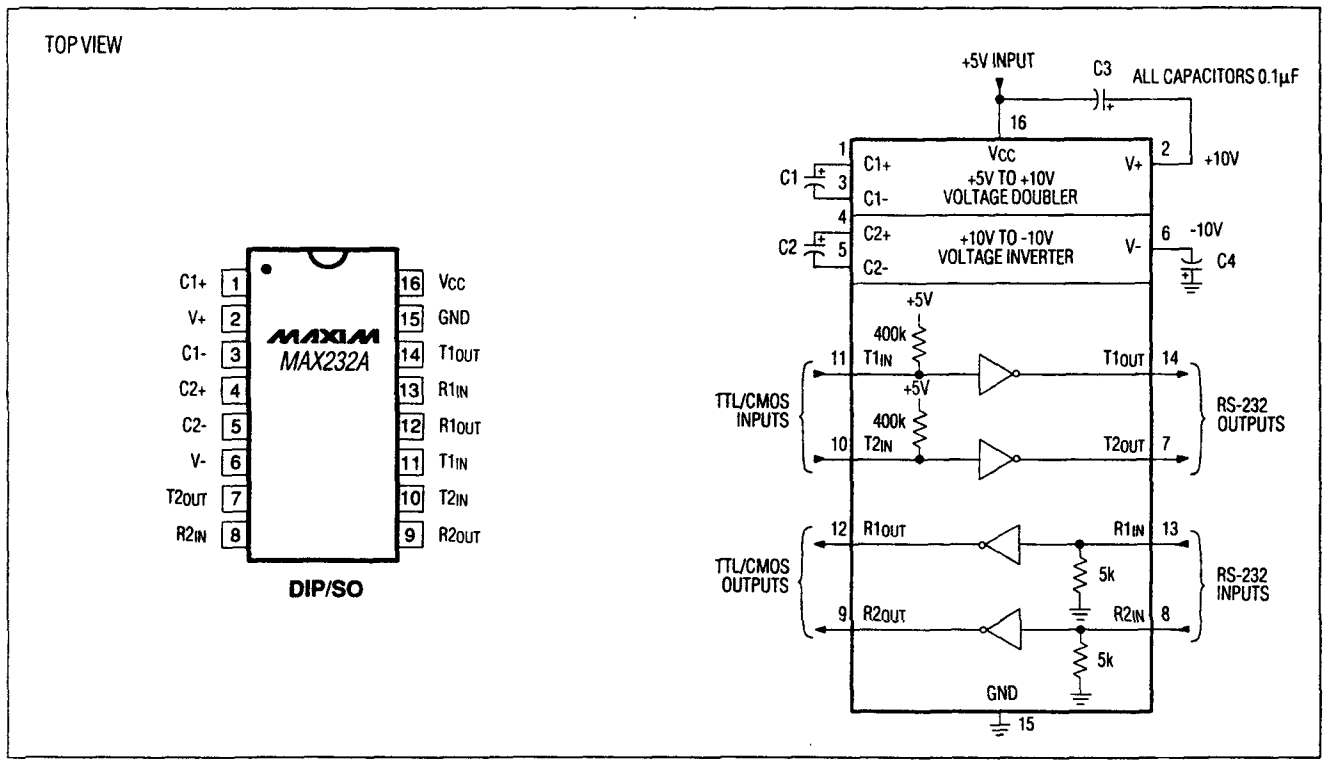 TOP VIEW
C1+ 1
V+ 2
C1- 3
C2+ 4
C2- 5
V- 6
T2OUT 7
R2IN 8
16 VCC
15 GND
14 T1OUT
13 R1IN
12 R1OUT
11 T1IN
10 T2IN
9 R2OUT
MAXIM
MAX232A
DIP/SO
+5V INPUT
C3
ALL CAPACITORS 0.1µF
+
16
VCC
1
C1+
C1
+
3
C1-
+5V TO +10V
VOLTAGE DOUBLER
V+
2
+10V
4
C2+
C2
+
5
C2-
+10V TO -10V
VOLTAGE INVERTER
V-
6
-10V
C4
+
+5V
400k
11 T1IN
T1OUT 14
+5V
400k
10 T2IN
T2OUT 7
TTL/CMOS
INPUTS
RS-232
OUTPUTS
12 R1OUT
R1IN 13
5k
9 R2OUT
R2IN 8
5k
TTL/CMOS
OUTPUTS
RS-232
INPUTS
GND
15